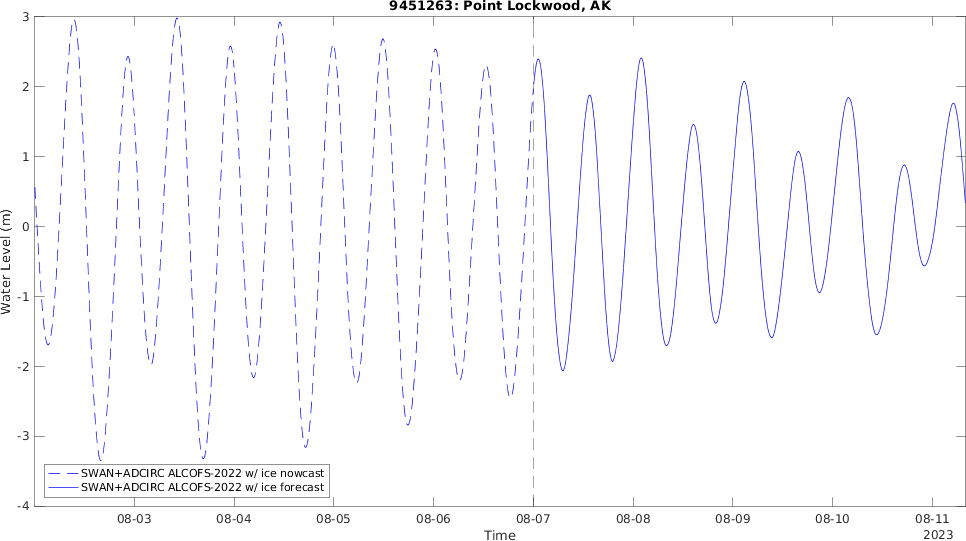 9451263: Point Lockwood, AK
3
2
1
0
-1
-2
-3
-4
Water Level (m)
SWAN+ADCIRC ALCOFS-2022 w/ ice nowcast
SWAN+ADCIRC ALCOFS-2022 w/ ice forecast
08-03 08-04 08-05 08-06 08-07 08-08 08-09 08-10 08-11
Time
2023